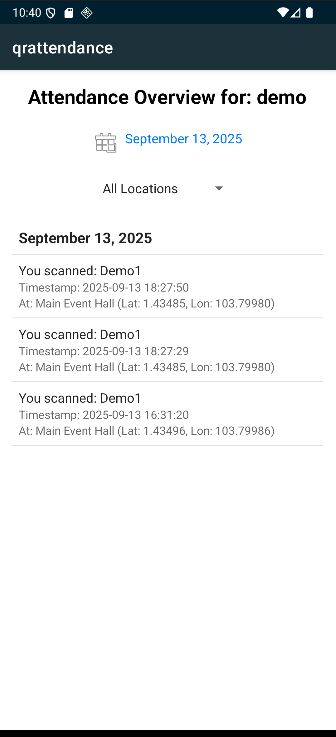 10:40
qrattendance
Attendance Overview for: demo
September 13, 2025
All Locations
September 13, 2025
You scanned: Demo1
Timestamp: 2025-09-13 18:27:50
At: Main Event Hall (Lat: 1.43485, Lon: 103.79980)
You scanned: Demo1
Timestamp: 2025-09-13 18:27:29
At: Main Event Hall (Lat: 1.43485, Lon: 103.79980)
You scanned: Demo1
Timestamp: 2025-09-13 16:31:20
At: Main Event Hall (Lat: 1.43496, Lon: 103.79986)